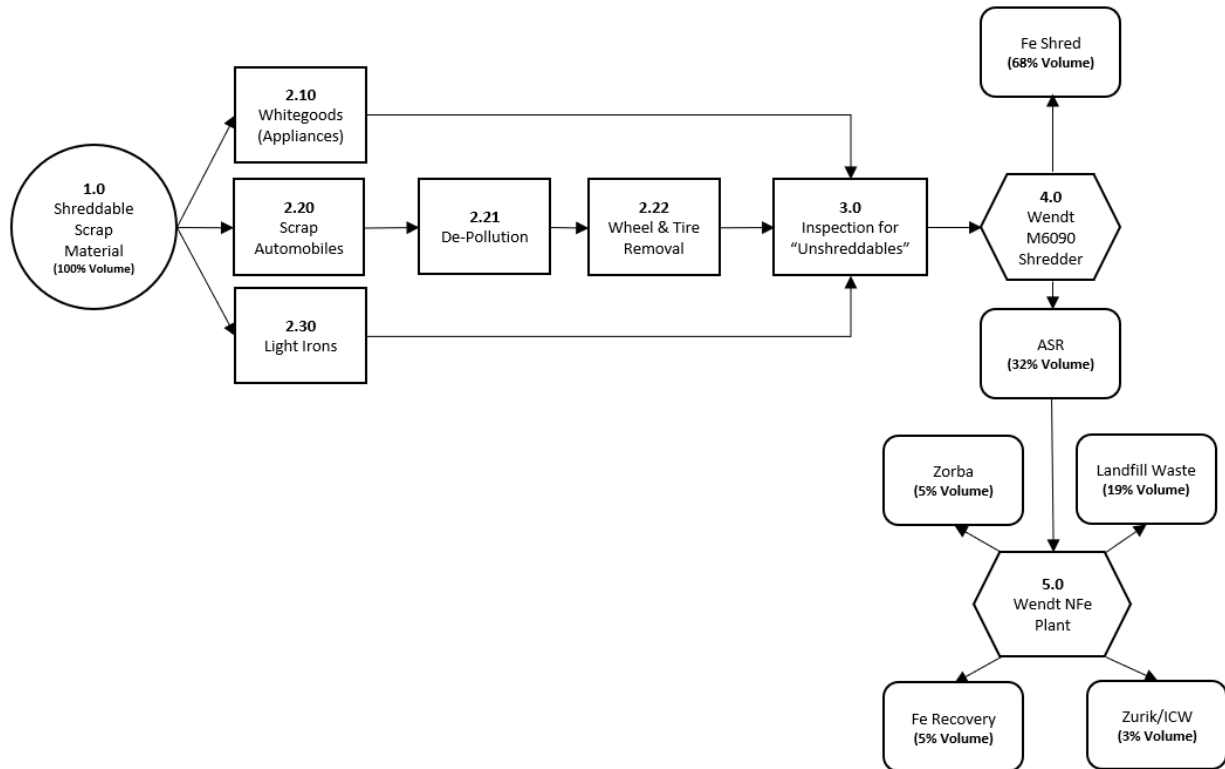 1.0
Shreddable
Scrap
Material
(100% Volume)
2.10
Whitegoods
(Appliances)
2.20
Scrap
Automobiles
2.21
De-Pollution
2.22
Wheel & Tire
Removal
2.30
Light Irons
3.0
Inspection for
“Unshreddables”
4.0
Wendt
M6090
Shredder
Fe Shred
(68% Volume)
ASR
(32% Volume)
Zorba
(5% Volume)
Landfill Waste
(19% Volume)
5.0
Wendt NFe
Plant
Fe Recovery
(5% Volume)
Zurik/ICW
(3% Volume)